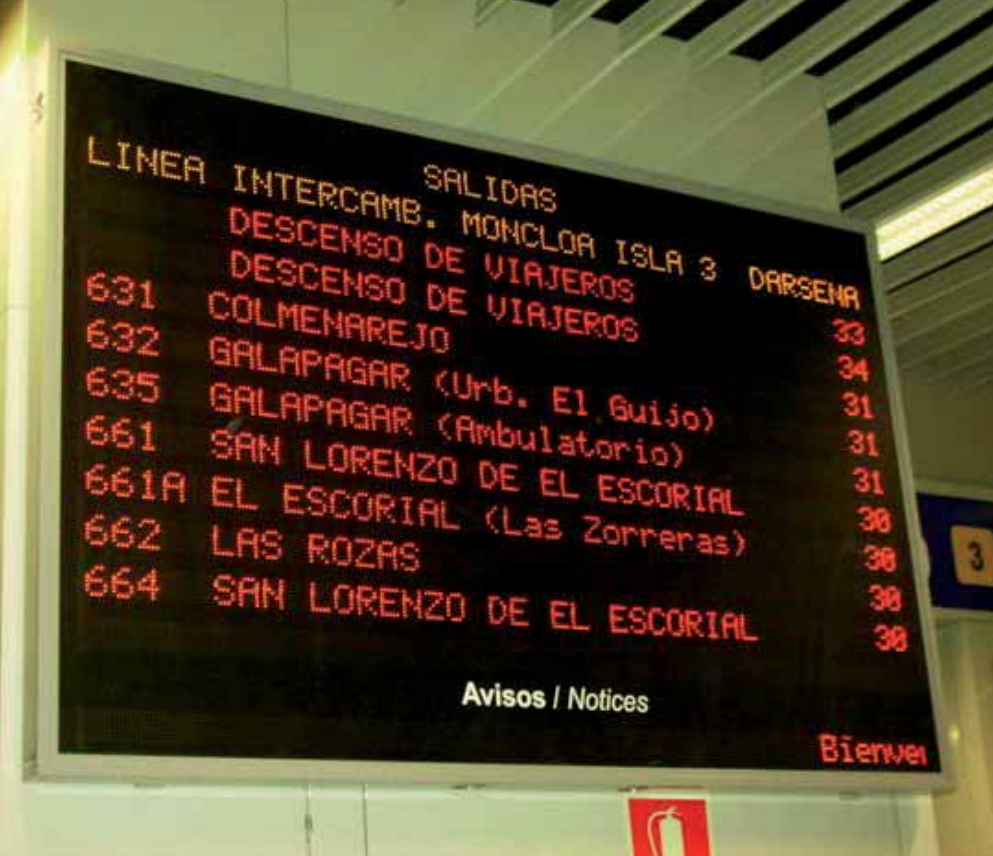 SALIDAS
LINEA INTERCAMB. MONCLOA ISLA 3 DARSENA
DESCENSO DE VIAJEROS 33
DESCENSO DE VIAJEROS 34
631 COLMENAREJO 31
632 GALAPAGAR (Urb. El Guijo) 31
635 GALAPAGAR (Ambulatorio) 31
661 SAN LORENZO DE EL ESCORIAL 30
661A EL ESCORIAL (Las Zorreras) 30
662 LAS ROZAS 30
664 SAN LORENZO DE EL ESCORIAL 30
Avisos / Notices
Bienve
3